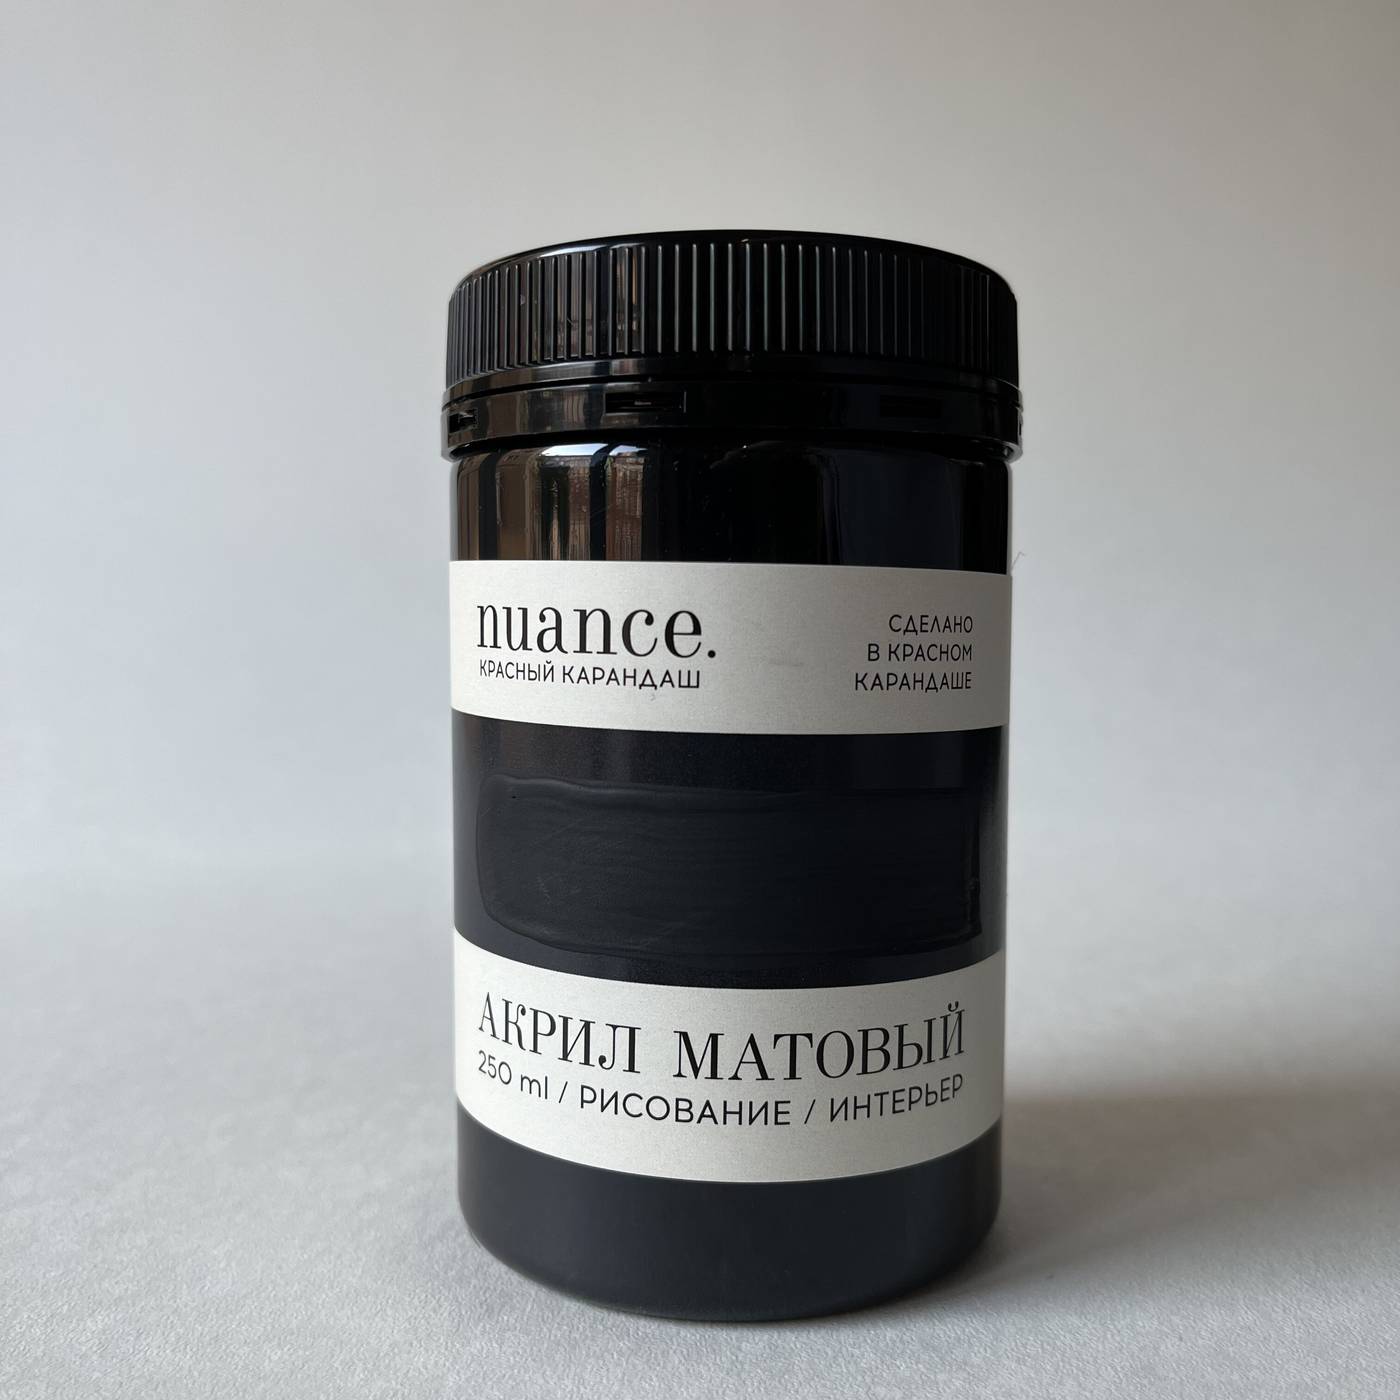 nuance.
КРАСНЫЙ КАРАНДАШ
СДЕЛАНО
В КРАСНОМ
КАРАНДАШЕ
АКРИЛ МАТОВЫЙ
250 ml / РИСОВАНИЕ / ИНТЕРЬЕР